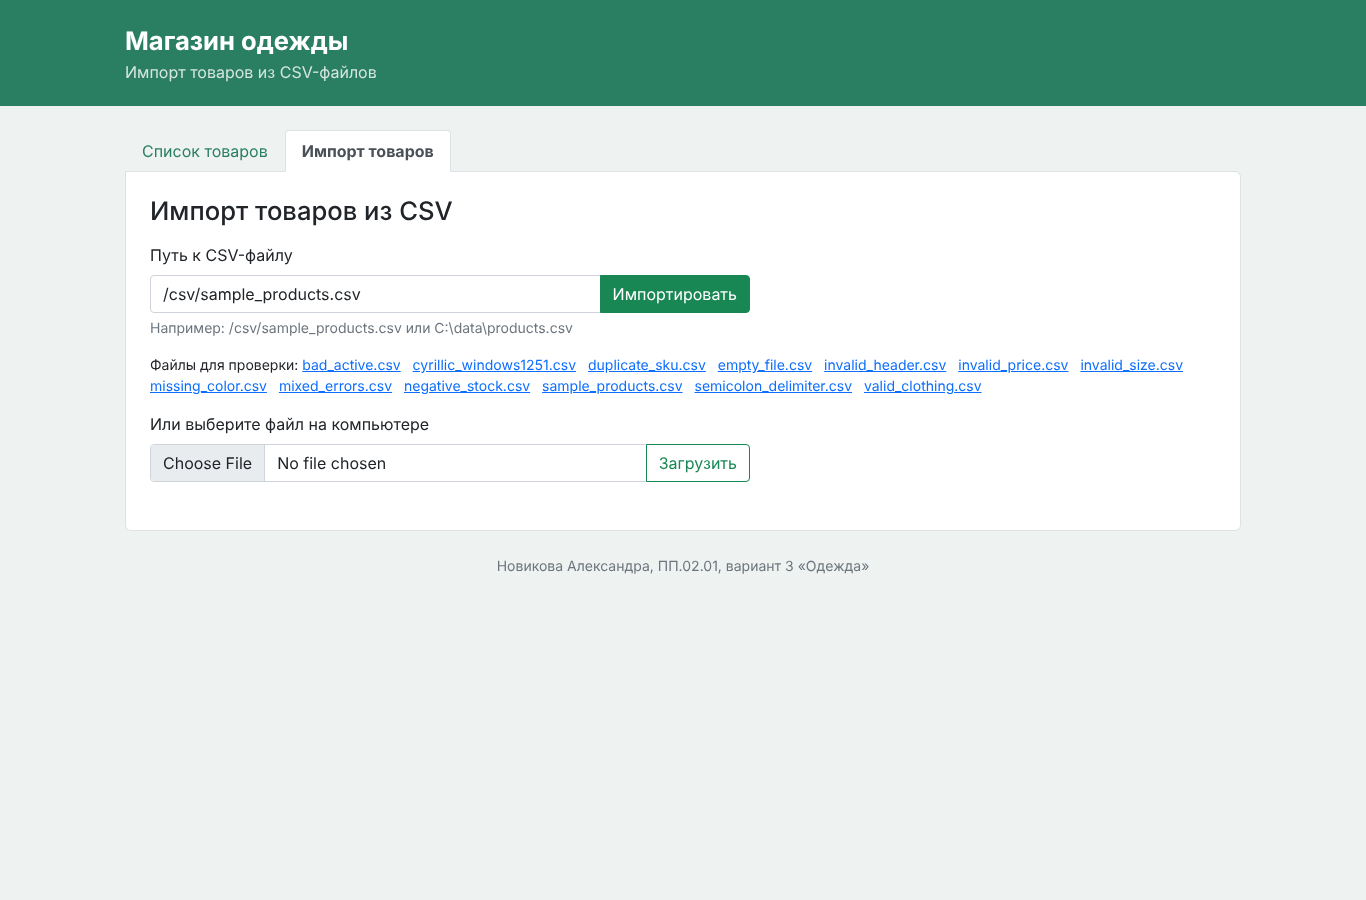 Магазин одежды
Импорт товаров из CSV-файлов
Список товаров Импорт товаров
Импорт товаров из CSV
Путь к CSV-файлу
/csv/sample_products.csv Импортировать
Например: /csv/sample_products.csv или C:\data\products.csv
Файлы для проверки: bad_active.csv cyrillic_windows1251.csv duplicate_sku.csv empty_file.csv invalid_header.csv invalid_price.csv invalid_size.csv
missing_color.csv mixed_errors.csv negative_stock.csv sample_products.csv semicolon_delimiter.csv valid_clothing.csv
Или выберите файл на компьютере
Choose File No file chosen Загрузить
Новикова Александра, ПП.02.01, вариант 3 «Одежда»